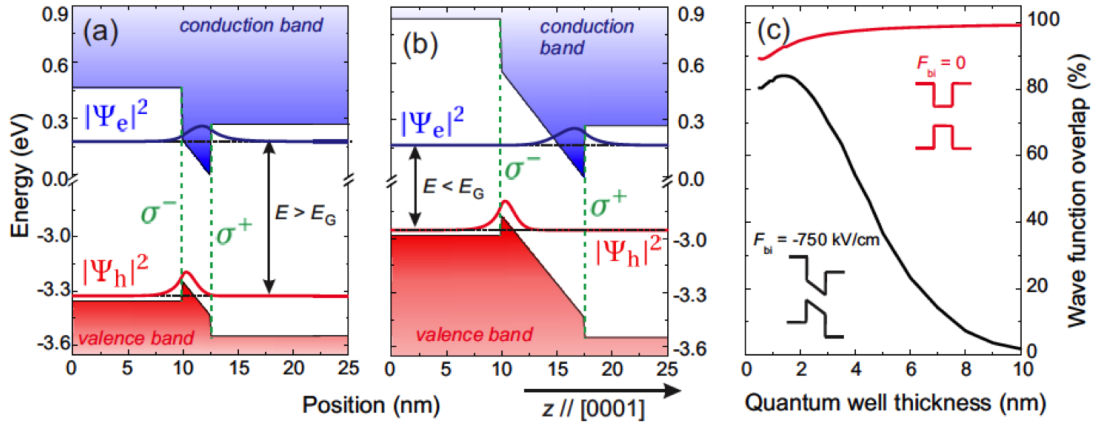 (a)
conduction band
0.9
0.6
0.3
0.0
-3.0
-3.3
-3.6
Energy (eV)
|Ψe|²
σ⁻
σ⁺
E > EG
|Ψh|²
valence band
0 5 10 15 20 25
(b)
conduction
band
|Ψe|²
E < EG
σ⁻
σ⁺
|Ψh|²
valence band
0.9
0.6
0.3
0.0
-3.0
-3.3
-3.6
0 5 10 15 20 25
Position (nm)
z // [0001]
(c)
Fbi = 0
Fbi = -750 kV/cm
100
80
60
40
20
0
Wave function overlap (%)
0 2 4 6 8 10
Quantum well thickness (nm)